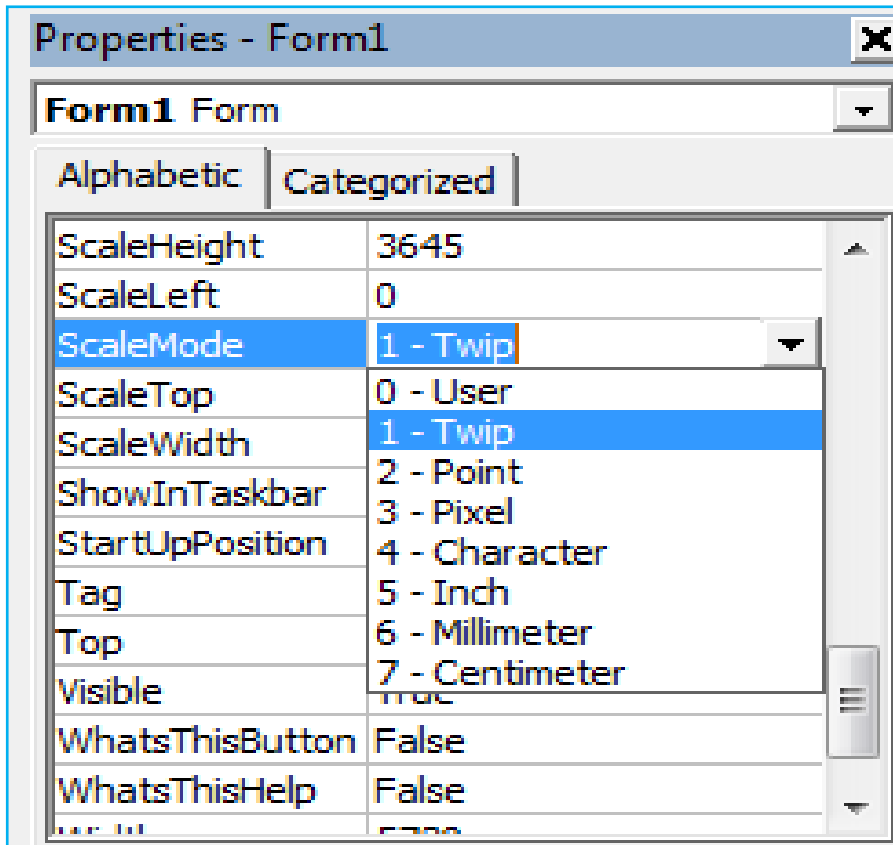 Properties - Form1
Form1 Form
Alphabetic Categorized
ScaleHeight 3645
ScaleLeft 0
ScaleMode 1 - Twip
ScaleTop 0 - User
1 - Twip
ScaleWidth
2 - Point
ShowInTaskbar
3 - Pixel
StartUpPosition 4 - Character
Tag 5 - Inch
Top 6 - Millimeter
7 - Centimeter
Visible True
WhatsThisButton False
WhatsThisHelp False